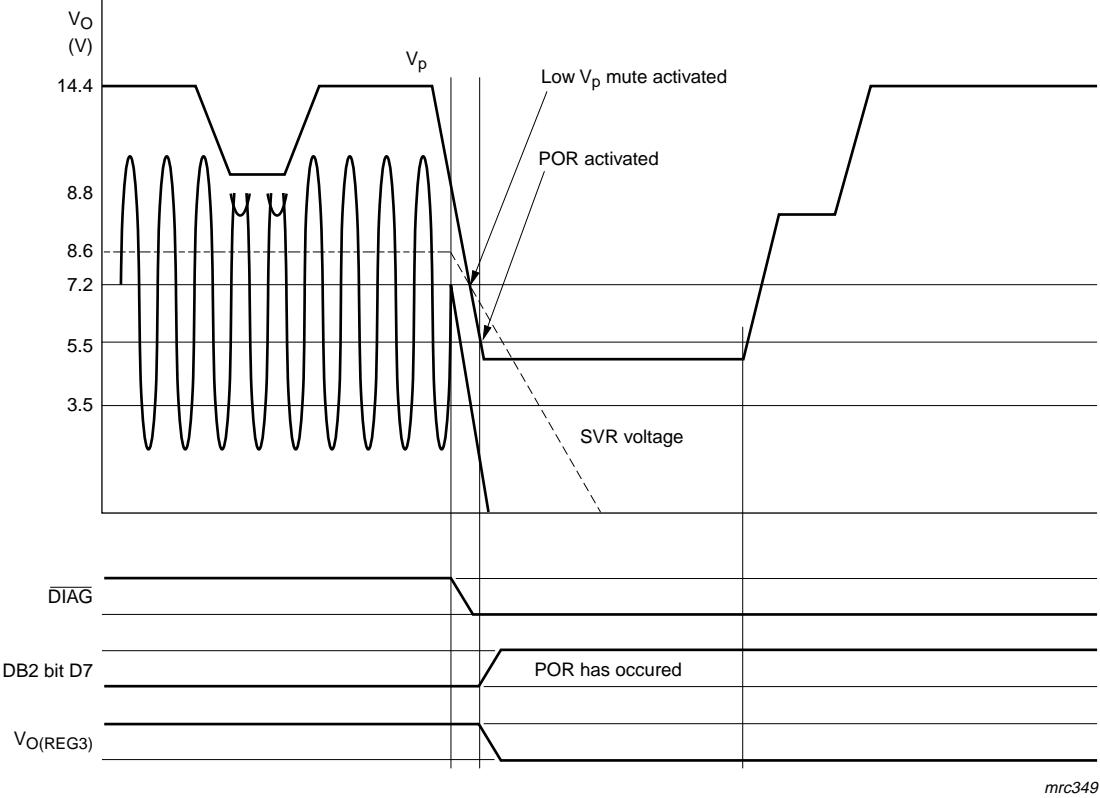 VO
(V)
Vp
14.4
Low Vp mute activated
POR activated
8.8
8.6
7.2
5.5
3.5
SVR voltage
DIAG
DB2 bit D7
POR has occured
VO(REG3)
mrc349